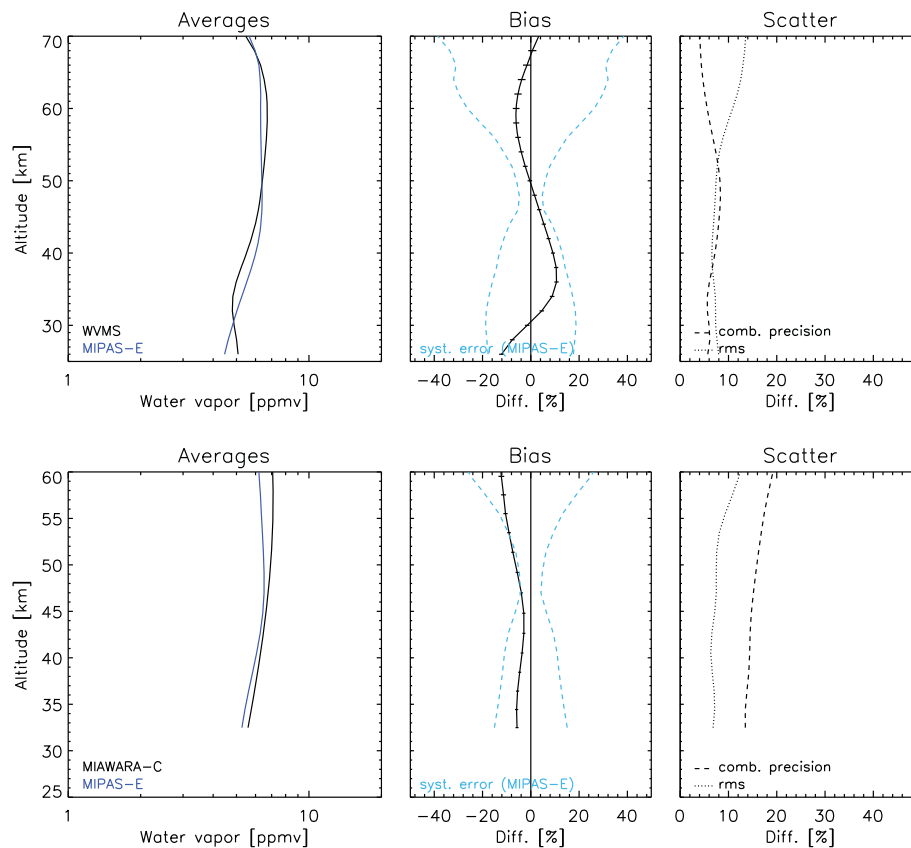 Averages
Bias
Scatter
70
60
50
40
30
Altitude [km]
WVMS
MIPAS-E
syst. error (MIPAS-E)
comb. precision
rms
1
10
-40
-20
0
20
40
0
10
20
30
40
Water vapor [ppmv]
Diff. [%]
Diff. [%]
Averages
Bias
Scatter
60
55
50
45
40
35
30
25
Altitude [km]
MIAWARA-C
MIPAS-E
syst. error (MIPAS-E)
comb. precision
rms
1
10
-40
-20
0
20
40
0
10
20
30
40
Water vapor [ppmv]
Diff. [%]
Diff. [%]